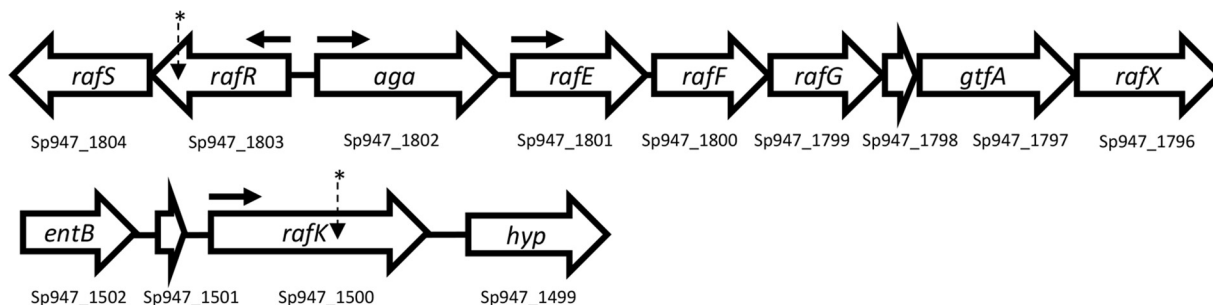 *
rafS rafR aga rafE rafF rafG gtfA rafX
Sp947_1804 Sp947_1803 Sp947_1802 Sp947_1801 Sp947_1800 Sp947_1799 Sp947_1798 Sp947_1797 Sp947_1796
*
entB rafK hyp
Sp947_1502 Sp947_1501 Sp947_1500 Sp947_1499